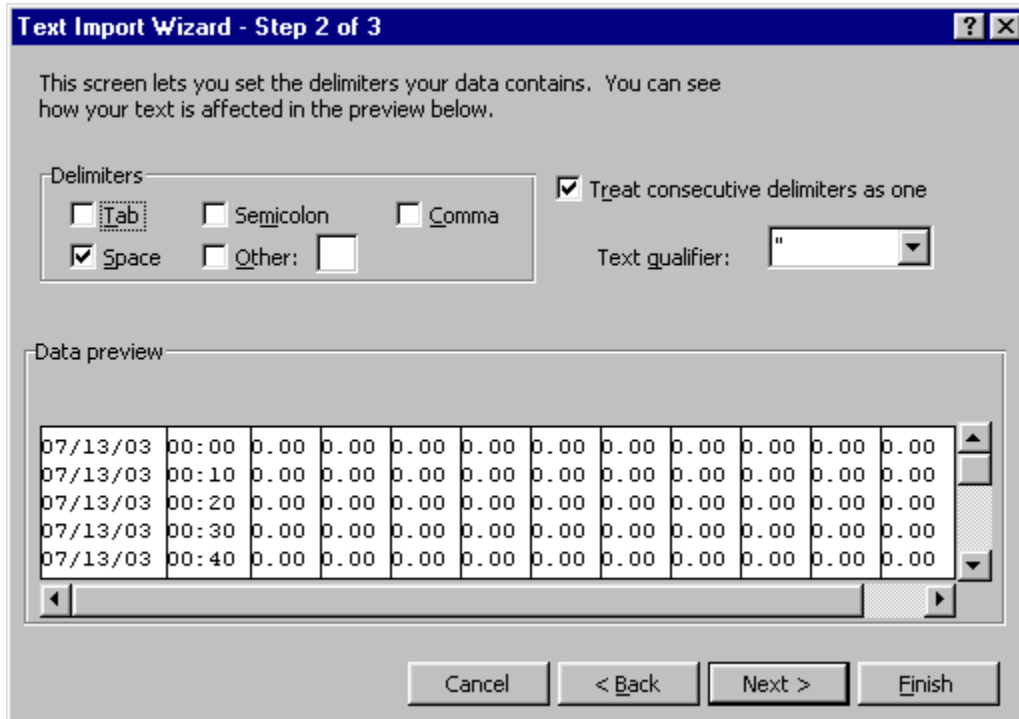 Text Import Wizard - Step 2 of 3
This screen lets you set the delimiters your data contains.  You can see
how your text is affected in the preview below.
Delimiters
Treat consecutive delimiters as one
Tab Semicolon Comma
Space Other: Text qualifier: "
Data preview
07/13/03 00:00 0.00 0.00 0.00 0.00 0.00 0.00 0.00 0.00 0.00 0.00
07/13/03 00:10 0.00 0.00 0.00 0.00 0.00 0.00 0.00 0.00 0.00 0.00
07/13/03 00:20 0.00 0.00 0.00 0.00 0.00 0.00 0.00 0.00 0.00 0.00
07/13/03 00:30 0.00 0.00 0.00 0.00 0.00 0.00 0.00 0.00 0.00 0.00
07/13/03 00:40 0.00 0.00 0.00 0.00 0.00 0.00 0.00 0.00 0.00 0.00
Cancel < Back Next > Finish